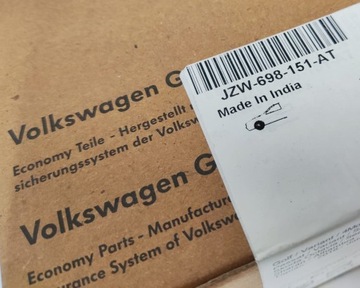 Volkswagen G
Economy Teile - Hergestellt
sicherungssystem der Volksw
Volkswagen G
Economy Parts - Manufactur
urance System of Volksw
JZW-698-151-AT
Made In India